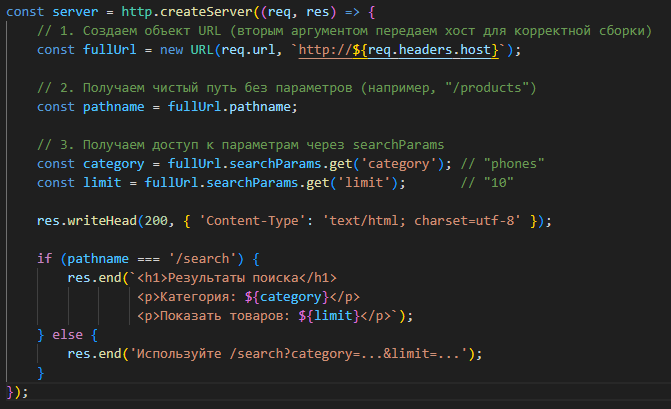 const server = http.createServer((req, res) => {
    // 1. Создаем объект URL (вторым аргументом передаем хост для корректной сборки)
    const fullUrl = new URL(req.url, `http://${req.headers.host}`);

    // 2. Получаем чистый путь без параметров (например, "/products")
    const pathname = fullUrl.pathname;

    // 3. Получаем доступ к параметрам через searchParams
    const category = fullUrl.searchParams.get('category'); // "phones"
    const limit = fullUrl.searchParams.get('limit');       // "10"

    res.writeHead(200, { 'Content-Type': 'text/html; charset=utf-8' });

    if (pathname === '/search') {
        res.end(`<h1>Результаты поиска</h1>
                 <p>Категория: ${category}</p>
                 <p>Показать товаров: ${limit}</p>`);
    } else {
        res.end('Используйте /search?category=...&limit=...');
    }
});